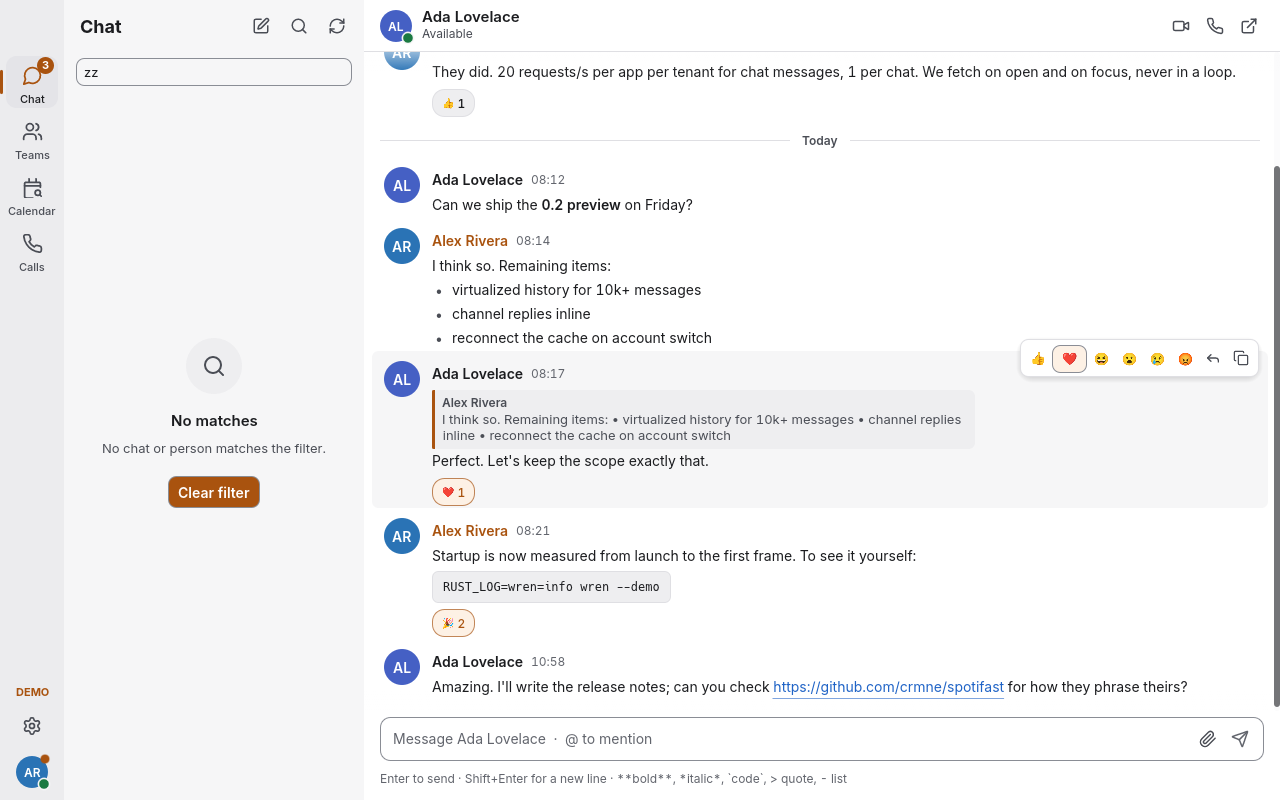 3
Chat
Teams
Calendar
Calls
DEMO
AR
Chat
zz
No matches
No chat or person matches the filter.
Clear filter
AL
Ada Lovelace
Available
AR
They did. 20 requests/s per app per tenant for chat messages, 1 per chat. We fetch on open and on focus, never in a loop.
👍 1
Today
AL
Ada Lovelace 08:12
Can we ship the 0.2 preview on Friday?
AR
Alex Rivera 08:14
I think so. Remaining items:
• virtualized history for 10k+ messages
• channel replies inline
• reconnect the cache on account switch
AL
Ada Lovelace 08:17
Alex Rivera
I think so. Remaining items: • virtualized history for 10k+ messages • channel replies
inline • reconnect the cache on account switch
Perfect. Let's keep the scope exactly that.
❤️ 1
AR
Alex Rivera 08:21
Startup is now measured from launch to the first frame. To see it yourself:
RUST_LOG=wren=info wren --demo
🎉 2
AL
Ada Lovelace 10:58
Amazing. I'll write the release notes; can you check https://github.com/crmne/spotifast for how they phrase theirs?
Message Ada Lovelace · @ to mention
Enter to send · Shift+Enter for a new line · **bold**, *italic*, `code`, > quote, - list